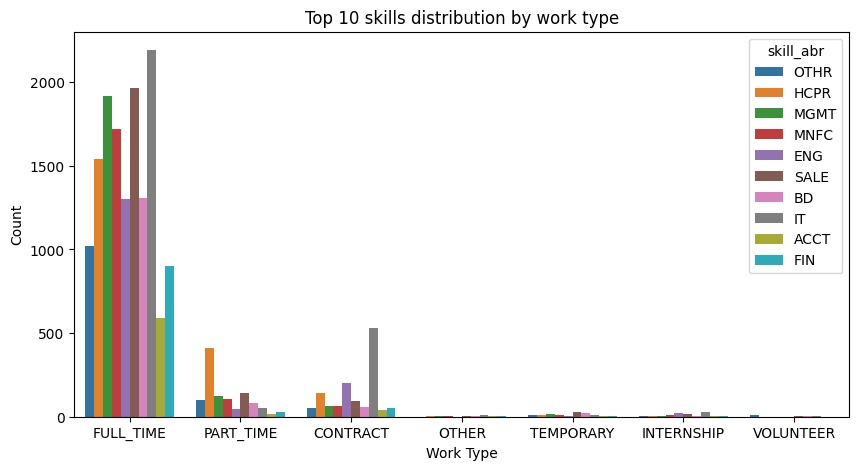 Top 10 skills distribution by work type
skill_abr
OTHR
HCPR
MGMT
MNFC
ENG
SALE
BD
IT
ACCT
FIN
Count
2000
1500
1000
500
0
FULL_TIME PART_TIME CONTRACT OTHER TEMPORARY INTERNSHIP VOLUNTEER
Work Type